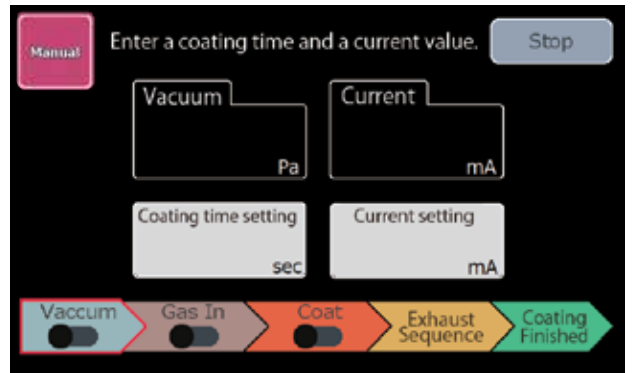 Manual
Enter a coating time and a current value.
Stop
Vacuum
Current
Pa
mA
Coating time setting
Current setting
sec
mA
Vaccum
Gas In
Coat
Exhaust
Sequence
Coating
Finished